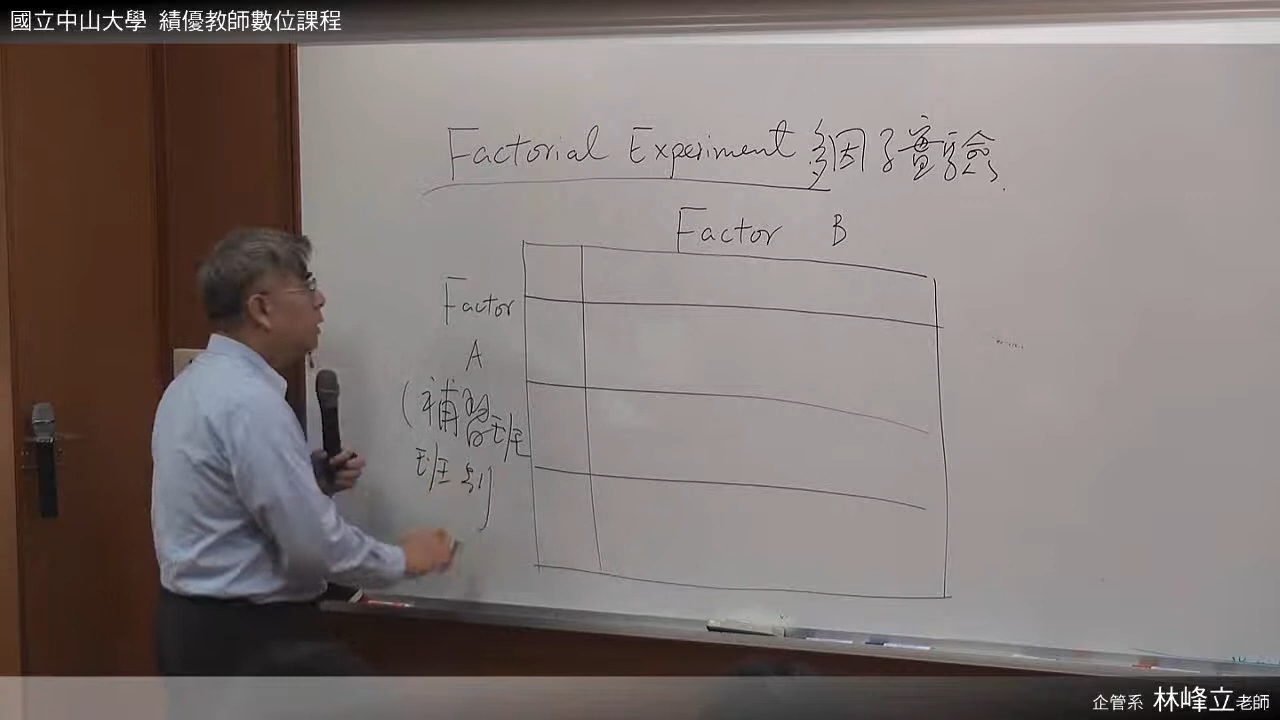 國立中山大學 績優教師數位課程
Factorial Experiment 多因子實驗
Factor B
Factor
A
(補習班
班別)
企管系 林峰立老師